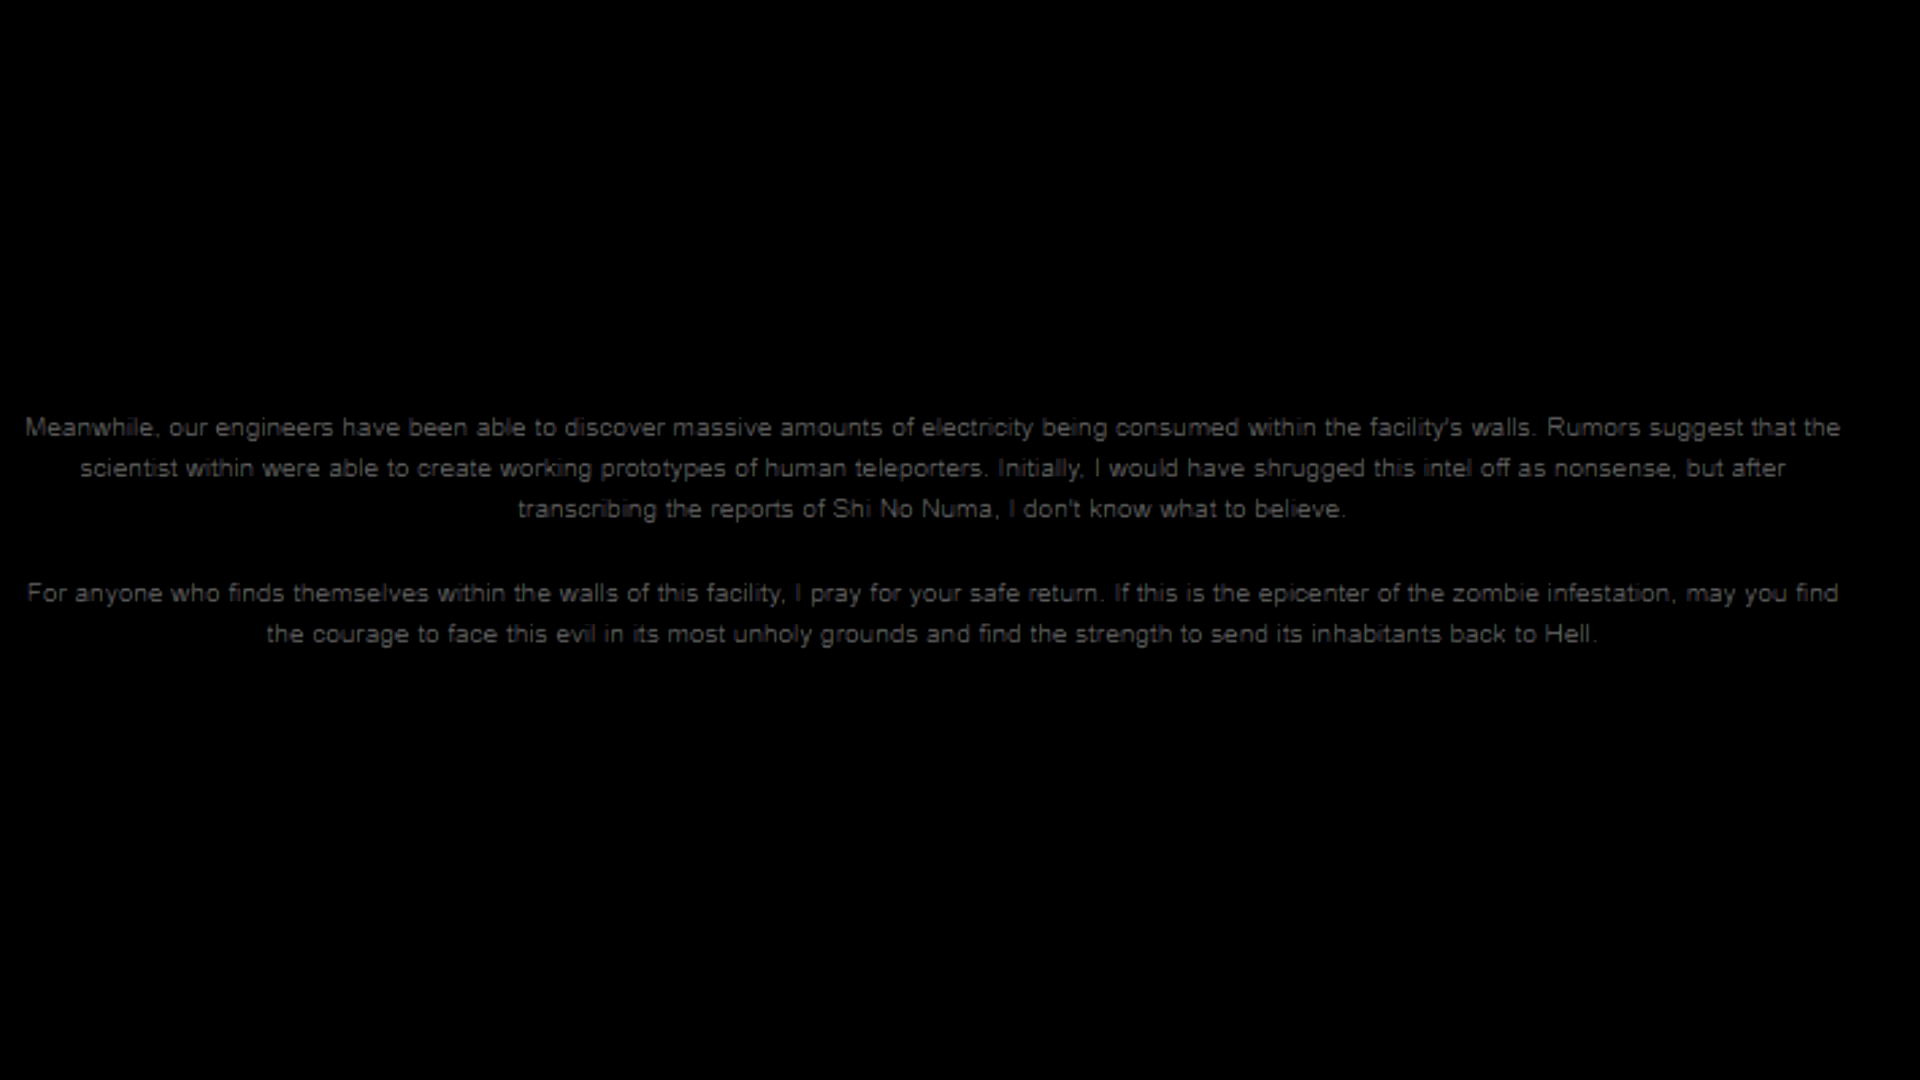 Meanwhile, our engineers have been able to discover massive amounts of electricity being consumed within the facility's walls. Rumors suggest that the
scientist within were able to create working prototypes of human teleporters. Initially, I would have shrugged this intel off as nonsense, but after
transcribing the reports of Shi No Numa, I don't know what to believe.
For anyone who finds themselves within the walls of this facility, I pray for your safe return. If this is the epicenter of the zombie infestation, may you find
the courage to face this evil in its most unholy grounds and find the strength to send its inhabitants back to Hell.